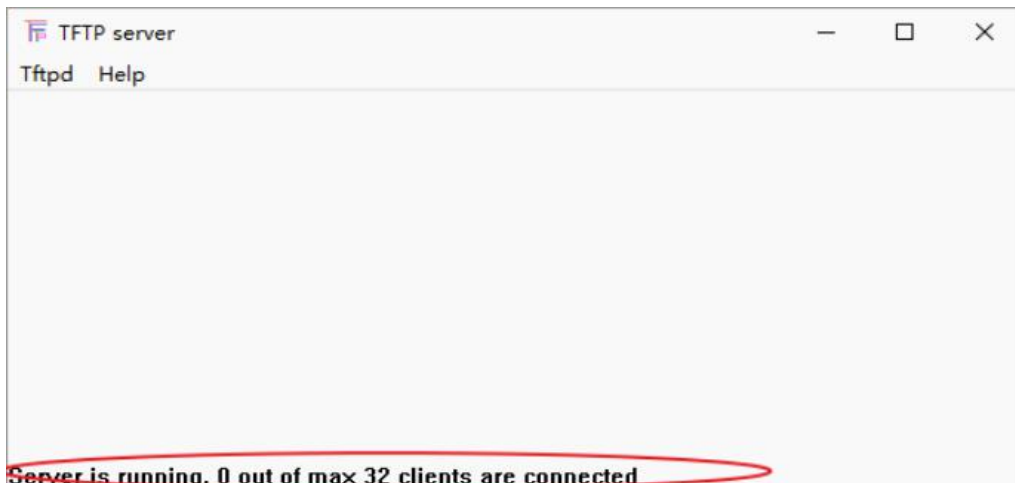 TFTP server
Tftpd Help
Server is running. 0 out of max 32 clients are connected